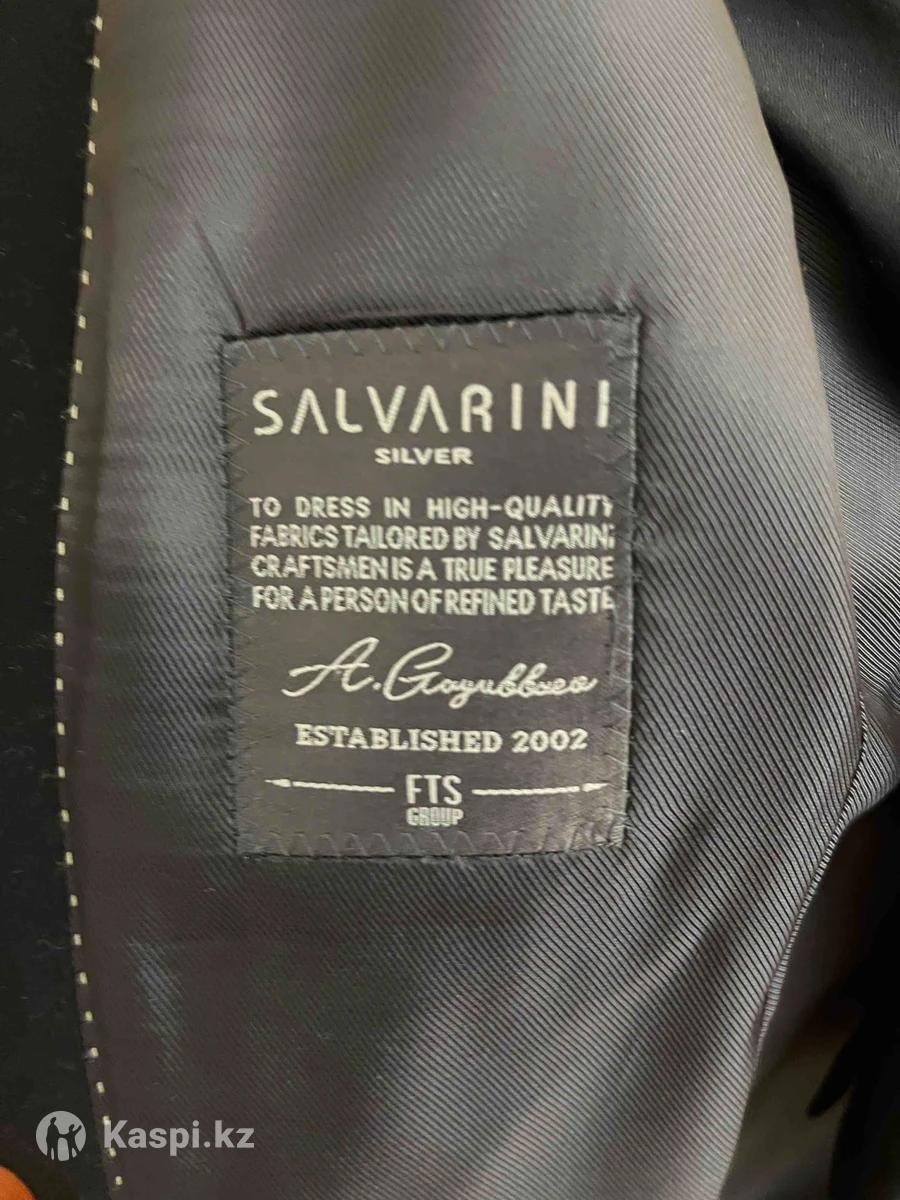 SALVARINI
SILVER
TO DRESS IN HIGH-QUALITY
FABRICS TAILORED BY SALVARINI
CRAFTSMEN IS A TRUE PLEASURE
FOR A PERSON OF REFINED TASTE
A.
ESTABLISHED 2002
FTS
GROUP
Kaspi.kz